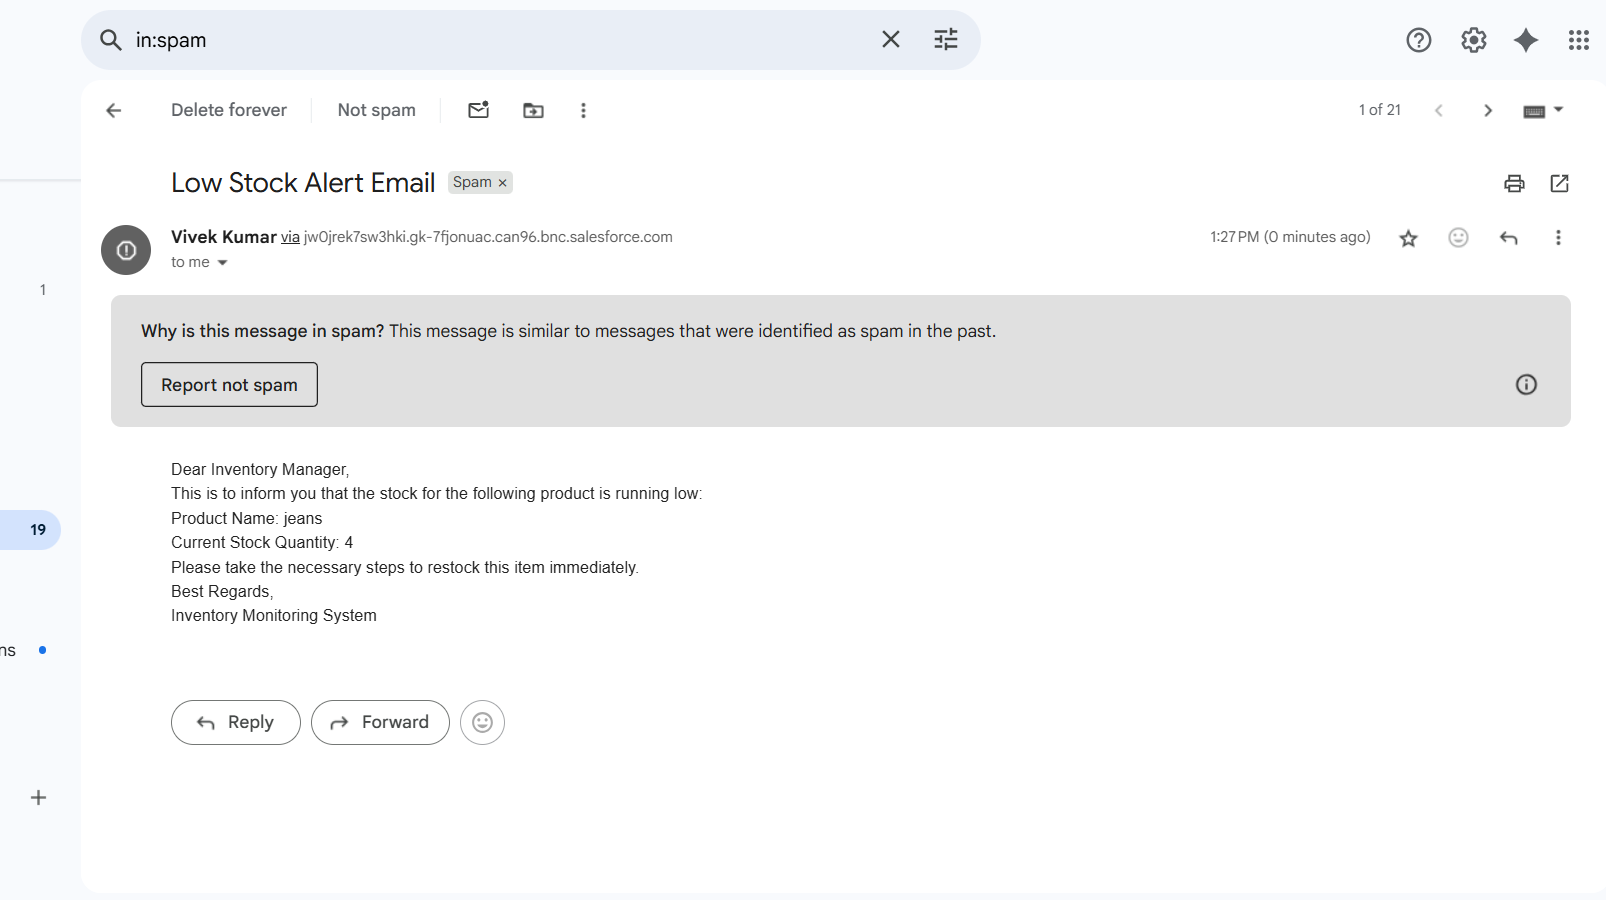 in:spam
Delete forever
Not spam
1 of 21
Low Stock Alert Email
Spam ×
Vivek Kumar via jw0jrek7sw3hki.gk-7fjonuac.can96.bnc.salesforce.com
1:27 PM (0 minutes ago)
to me
1
Why is this message in spam? This message is similar to messages that were identified as spam in the past.
Report not spam
Dear Inventory Manager,
This is to inform you that the stock for the following product is running low:
Product Name: jeans
19
Current Stock Quantity: 4
Please take the necessary steps to restock this item immediately.
Best Regards,
Inventory Monitoring System
ns
Reply
Forward